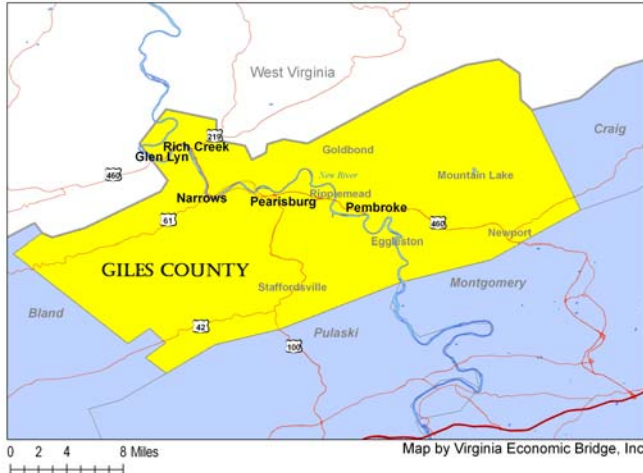 West Virginia
219
Craig
Rich Creek
Goldbond
Glen Lyn
460
New River
Mountain Lake
Narrows
Pearisburg
Ripplemead
Pembroke
61
460
Newport
Eggleston
GILES COUNTY
Staffordsville
Montgomery
Bland
42
Pulaski
100
0 2 4 8 Miles
Map by Virginia Economic Bridge, Inc